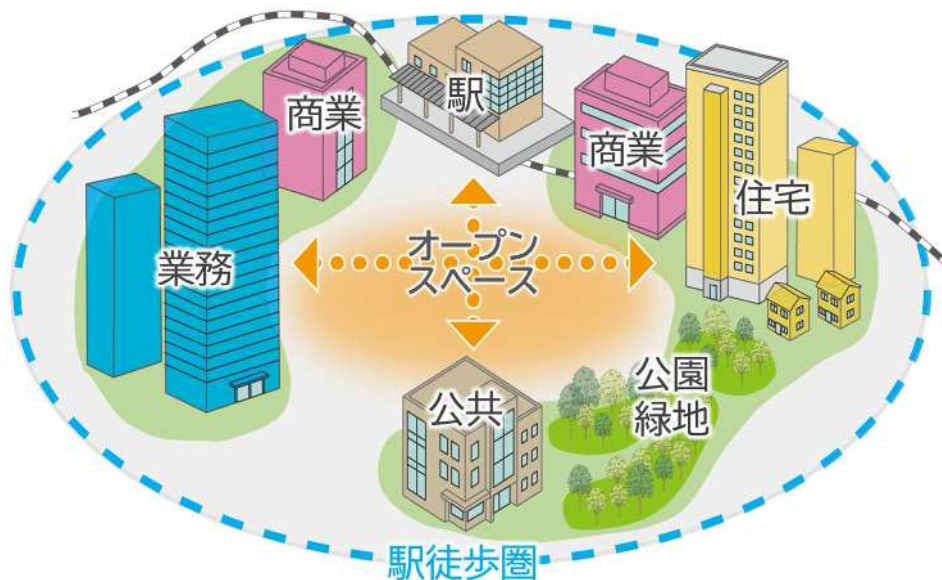 駅
商業
商業
住宅
業務
オープン
スペース
公園
緑地
公共
駅徒歩圏